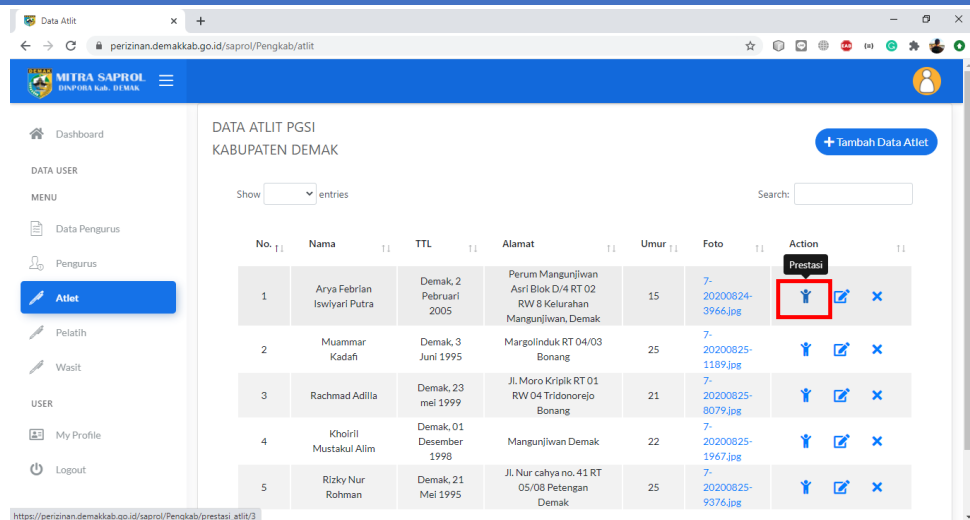 Data Atlit
perizinan.demakkab.go.id/saprol/Pengkab/atlit
MITRA SAPROL
DINPORA Kab. DEMAK
Dashboard
DATA USER
MENU
Data Pengurus
Pengurus
Atlet
Pelatih
Wasit
USER
My Profile
Logout
DATA ATLIT PGSI
KABUPATEN DEMAK
Tambah Data Atlet
Show entries
Search:
No. Nama TTL Alamat Umur Foto Action
Prestasi
1 Arya Febrian Iswiyari Putra Demak, 2 Pebruari 2005 Perum Mangunjiwan Asri Blok D/4 RT 02 RW 8 Kelurahan Mangunjiwan, Demak 15 7-20200824-3966.jpg
2 Muammar Kadafi Demak, 3 Juni 1995 Margolinduk RT 04/03 Bonang 25 7-20200825-1189.jpg
3 Rachmad Adilla Demak, 23 mei 1999 Jl. Moro Kripik RT 01 RW 04 Tridonorejo Bonang 21 7-20200825-8079.jpg
4 Khoiril Mustakul Alim Demak, 01 Desember 1998 Mangunjiwan Demak 22 7-20200825-1967.jpg
5 Rizky Nur Rohman Demak, 21 Mei 1995 Jl. Nur cahya no. 41 RT 05/08 Petengan Demak 25 7-20200825-9376.jpg
https://perizinan.demakkab.go.id/saprol/Pengkab/prestasi_atlit/3